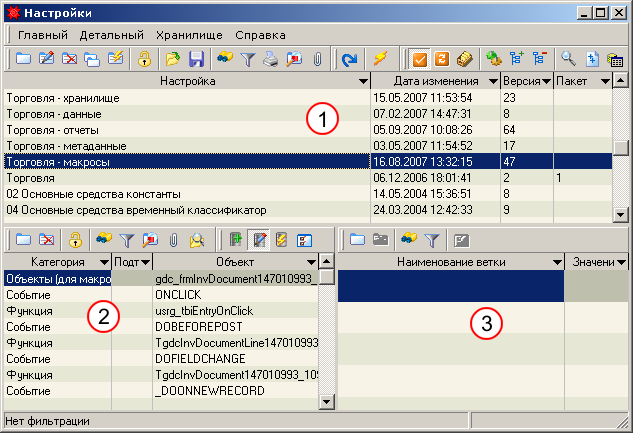 Настройки
Главный Детальный Хранилище Справка
Настройка Дата изменения Версия Пакет
Торговля - хранилище 15.05.2007 11:53:54 23
Торговля - данные 07.02.2007 14:47:31 8
Торговля - отчеты 05.09.2007 10:08:26 64
Торговля - метаданные 03.05.2007 11:54:52 17
Торговля - макросы 16.08.2007 13:32:15 47
Торговля 06.12.2006 18:01:41 2 1
02 Основные средства константы 14.05.2004 15:36:51 8
04 Основные средства временный классификатор 24.03.2004 12:42:33 9
1
Категория Подт Объект
Объекты (для макро gdc_frmInvDocument147010993_
Событие ONCLICK
Функция usrg_tbiEntryOnClick
Событие DOBEFOREPOST
Функция TgdcInvDocumentLine147010993_
Событие DOFIELDCHANGE
Функция TgdcInvDocument147010993_109
Событие _DOONNEWRECORD
2
Наименование ветки Значени
3
Нет фильтрации